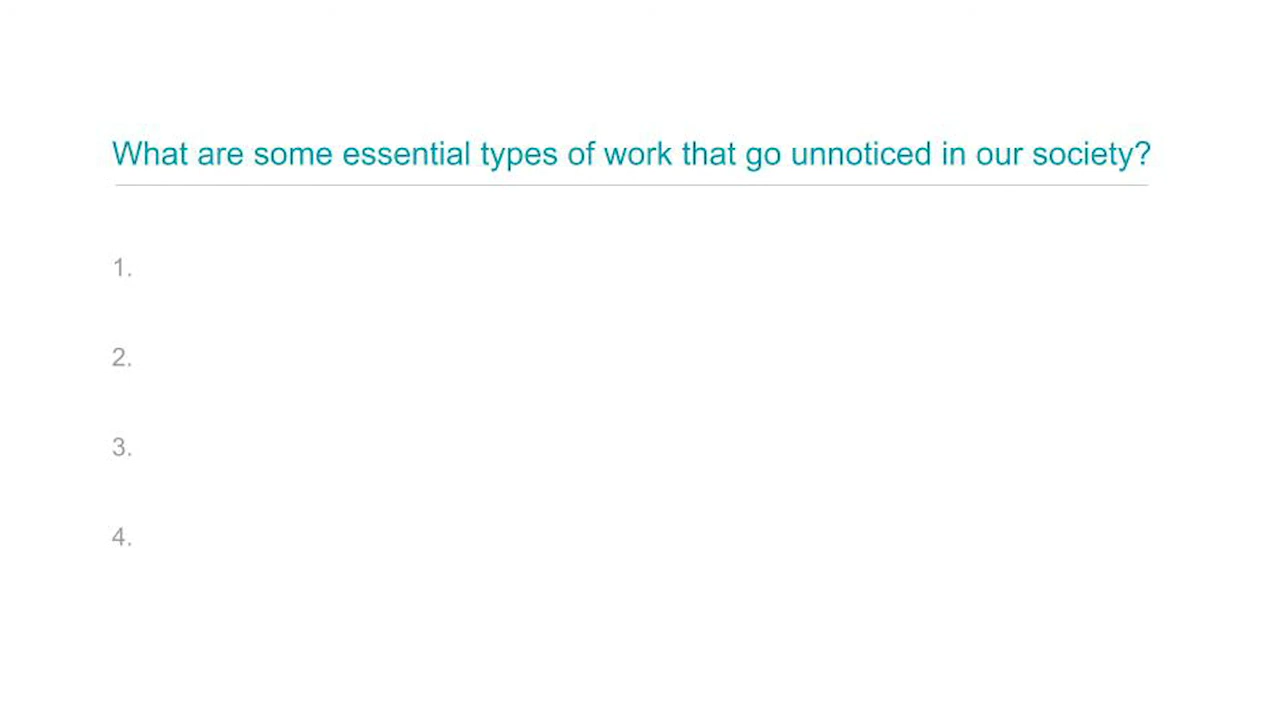 What are some essential types of work that go unnoticed in our society?
1.
2.
3.
4.